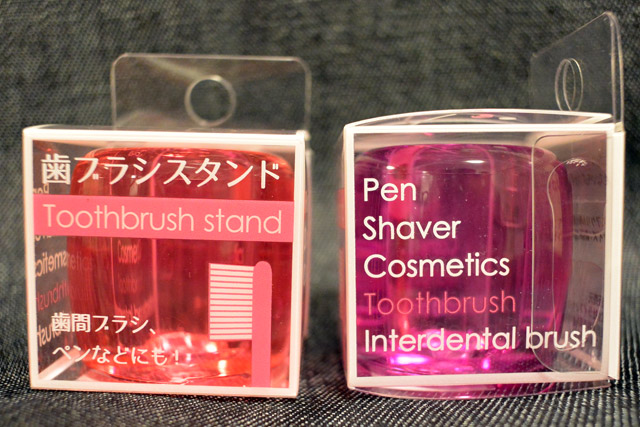 歯ブラシスタンド
Toothbrush stand
歯間ブラシ、
ペンなどにも!
Pen
Shaver
Cosmetics
Toothbrush
Interdental brush